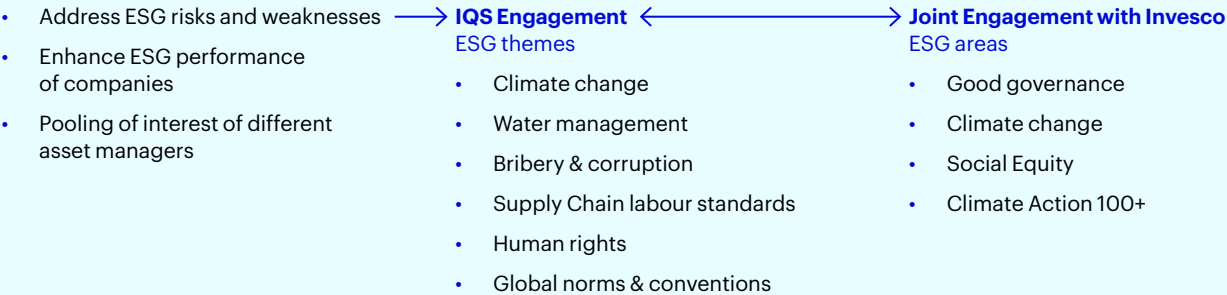 • Address ESG risks and weaknesses
• Enhance ESG performance
of companies
• Pooling of interest of different
asset managers
IQS Engagement
ESG themes
• Climate change
• Water management
• Bribery & corruption
• Supply Chain labour standards
• Human rights
• Global norms & conventions
Joint Engagement with Invesco
ESG areas
• Good governance
• Climate change
• Social Equity
• Climate Action 100+